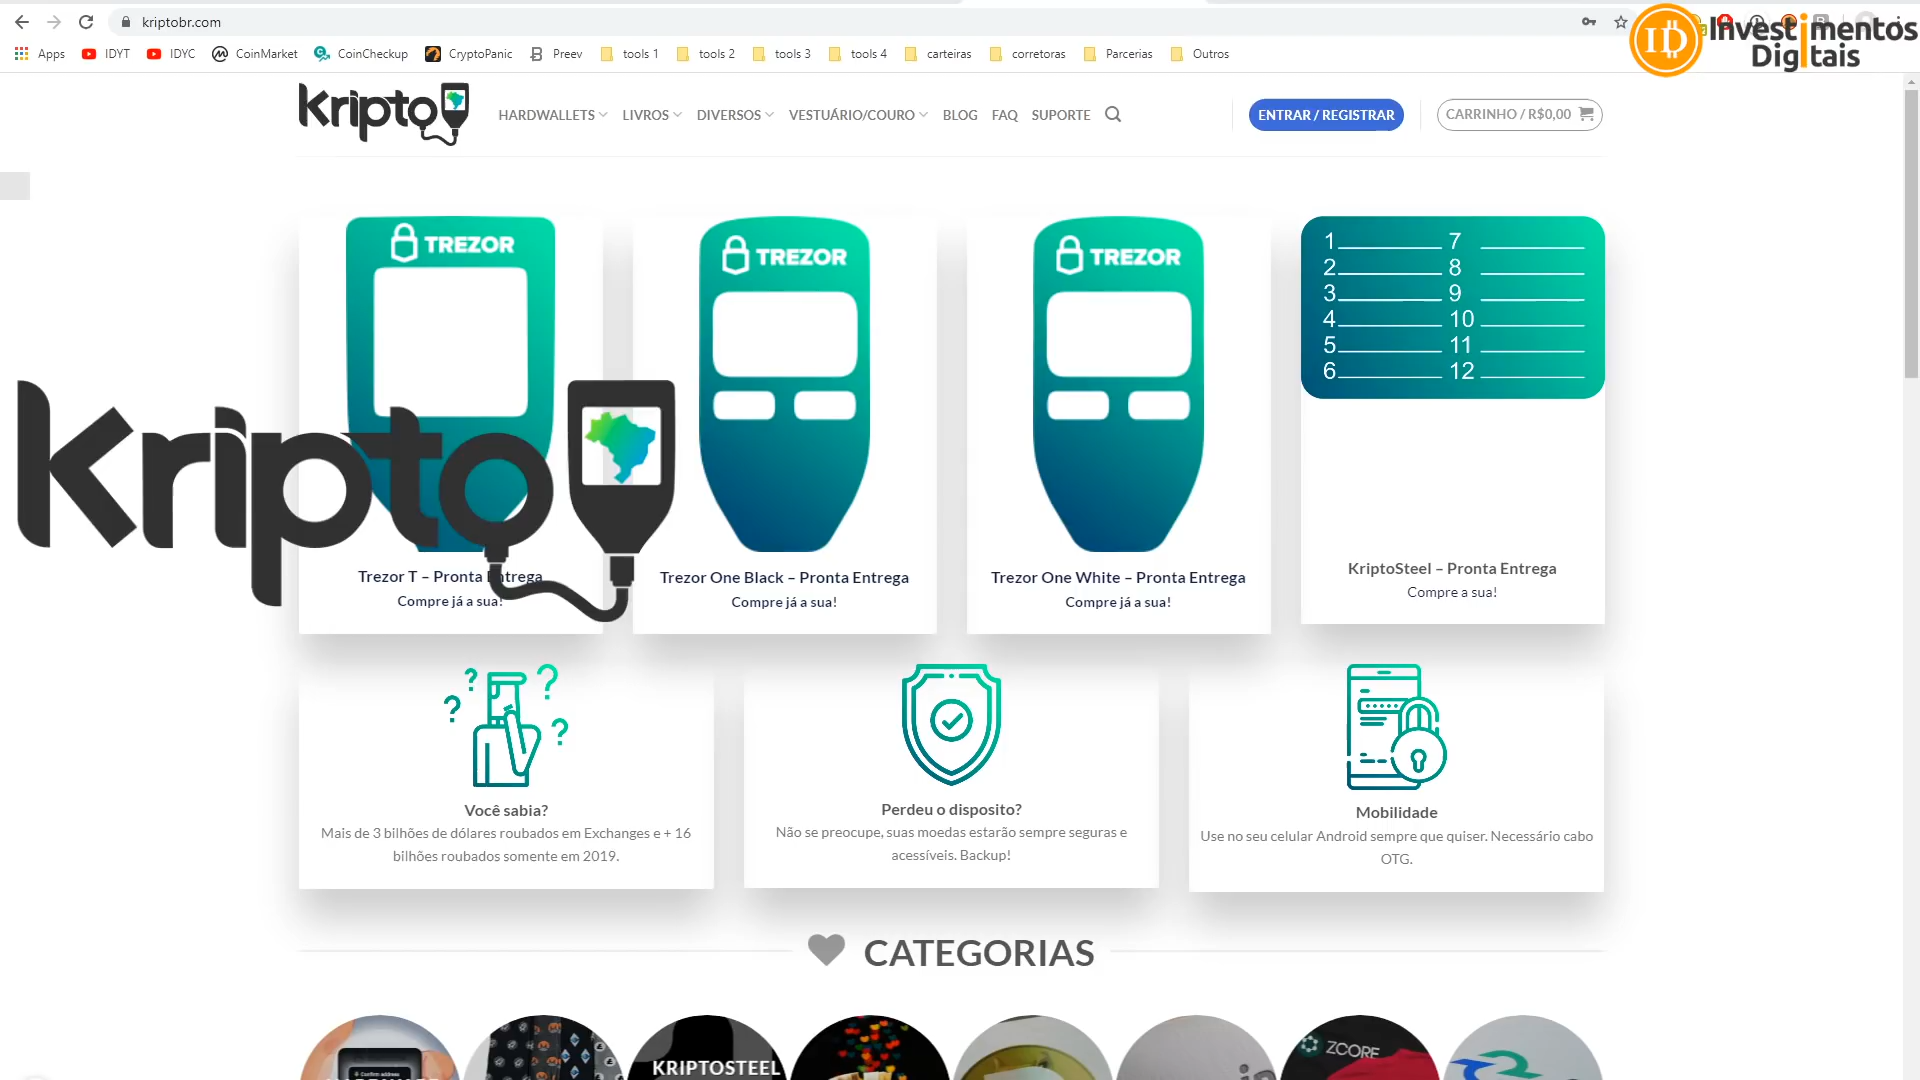 kriptobr.com
Investimentos
Digitais
ID
Apps
IDYT
IDYC
CoinMarket
CoinCheckup
CryptoPanic
Preev
tools 1
tools 2
tools 3
tools 4
carteiras
corretoras
Parcerias
Outros
Kripto
HARDWALLETS
LIVROS
DIVERSOS
VESTUÁRIO/COURO
BLOG
FAQ
SUPORTE
ENTRAR / REGISTRAR
CARRINHO / R$0,00
TREZOR
TREZOR
TREZOR
1 7
2 8
3 9
4 10
5 11
6 12
Kripto
Trezor T – Pronta Entrega
Compre já a sua!
Trezor One Black – Pronta Entrega
Compre já a sua!
Trezor One White – Pronta Entrega
Compre já a sua!
KriptoSteel – Pronta Entrega
Compre a sua!
Você sabia?
Mais de 3 bilhões de dólares roubados em Exchanges e + 16
bilhões roubados somente em 2019.
Perdeu o disposito?
Não se preocupe, suas moedas estarão sempre seguras e
acessíveis. Backup!
Mobilidade
Use no seu celular Android sempre que quiser. Necessário cabo
OTG.
CATEGORIAS
Confirm address
KRIPTOSTEEL
ZCORE